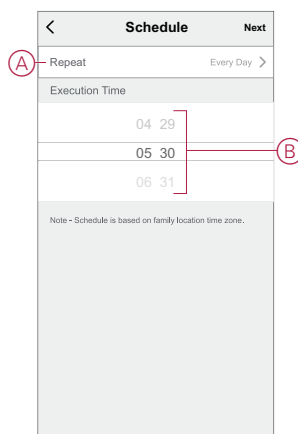 Schedule Next
A Repeat Every Day
Execution Time
04 29
05 30
B
06 31
Note - Schedule is based on family location time zone.